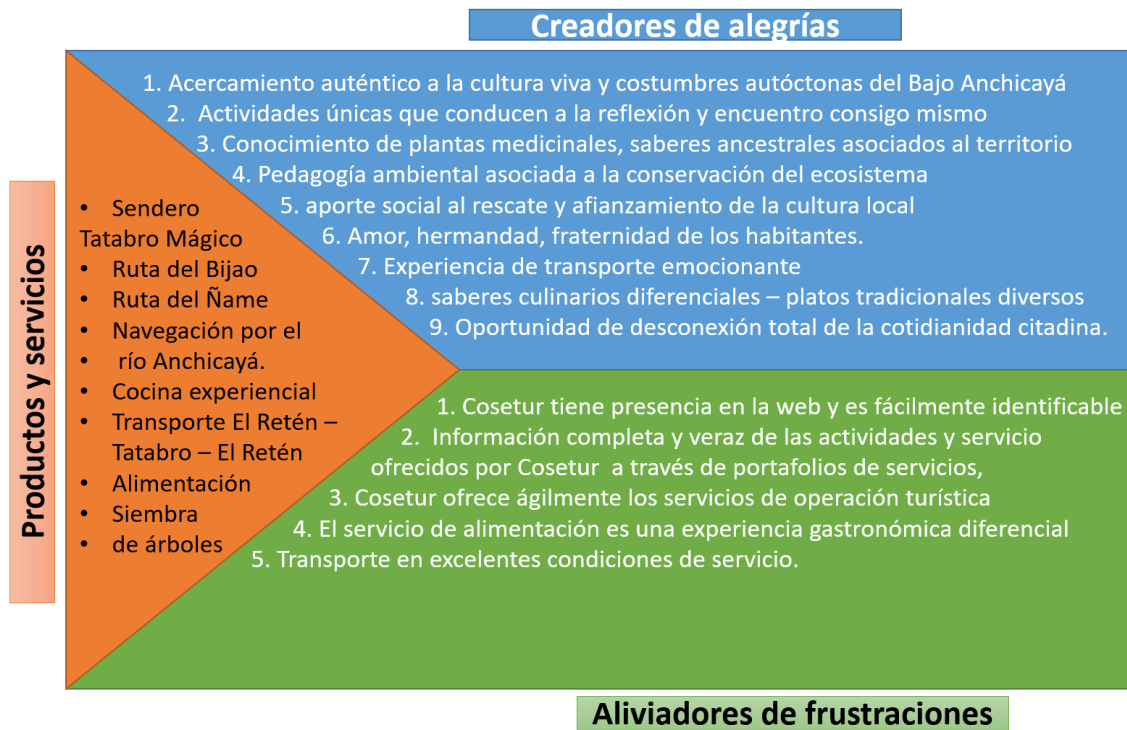 Creadores de alegrías
1. Acercamiento auténtico a la cultura viva y costumbres autóctonas del Bajo Anchicayá
2. Actividades únicas que conducen a la reflexión y encuentro consigo mismo
3. Conocimiento de plantas medicinales, saberes ancestrales asociados al territorio
4. Pedagogía ambiental asociada a la conservación del ecosistema
5. aporte social al rescate y afianzamiento de la cultura local
6. Amor, hermandad, fraternidad de los habitantes.
7. Experiencia de transporte emocionante
8. saberes culinarios diferenciales – platos tradicionales diversos
9. Oportunidad de desconexión total de la cotidianidad citadina.
Productos y servicios
• Sendero
Tatabro Mágico
• Ruta del Bijao
• Ruta del Ñame
• Navegación por el
• río Anchicayá.
• Cocina experiencial
• Transporte El Retén –
Tatabro – El Retén
• Alimentación
• Siembra
• de árboles
1. Cosetur tiene presencia en la web y es fácilmente identificable
2. Información completa y veraz de las actividades y servicio
ofrecidos por Cosetur a través de portafolios de servicios,
3. Cosetur ofrece ágilmente los servicios de operación turística
4. El servicio de alimentación es una experiencia gastronómica diferencial
5. Transporte en excelentes condiciones de servicio.
Aliviadores de frustraciones